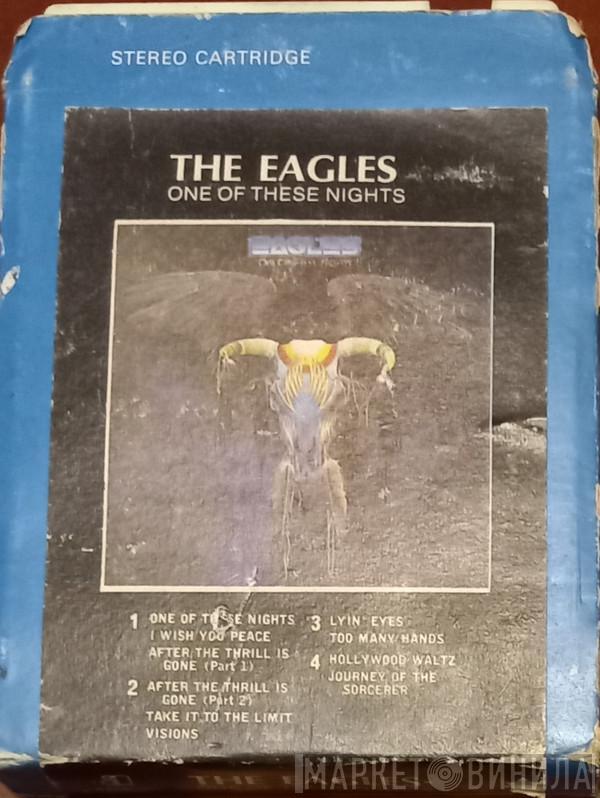 STEREO CARTRIDGE
THE EAGLES
ONE OF THESE NIGHTS
EAGLES
1 ONE OF THESE NIGHTS
I WISH YOU PEACE
AFTER THE THRILL IS
GONE (Part 1)
2 AFTER THE THRILL IS
GONE (Part 2)
TAKE IT TO THE LIMIT
VISIONS
3 LYIN' EYES
TOO MANY HANDS
4 HOLLYWOOD WALTZ
JOURNEY OF THE
SORCERER
THE
МАРКЕТ ВИНИЛА